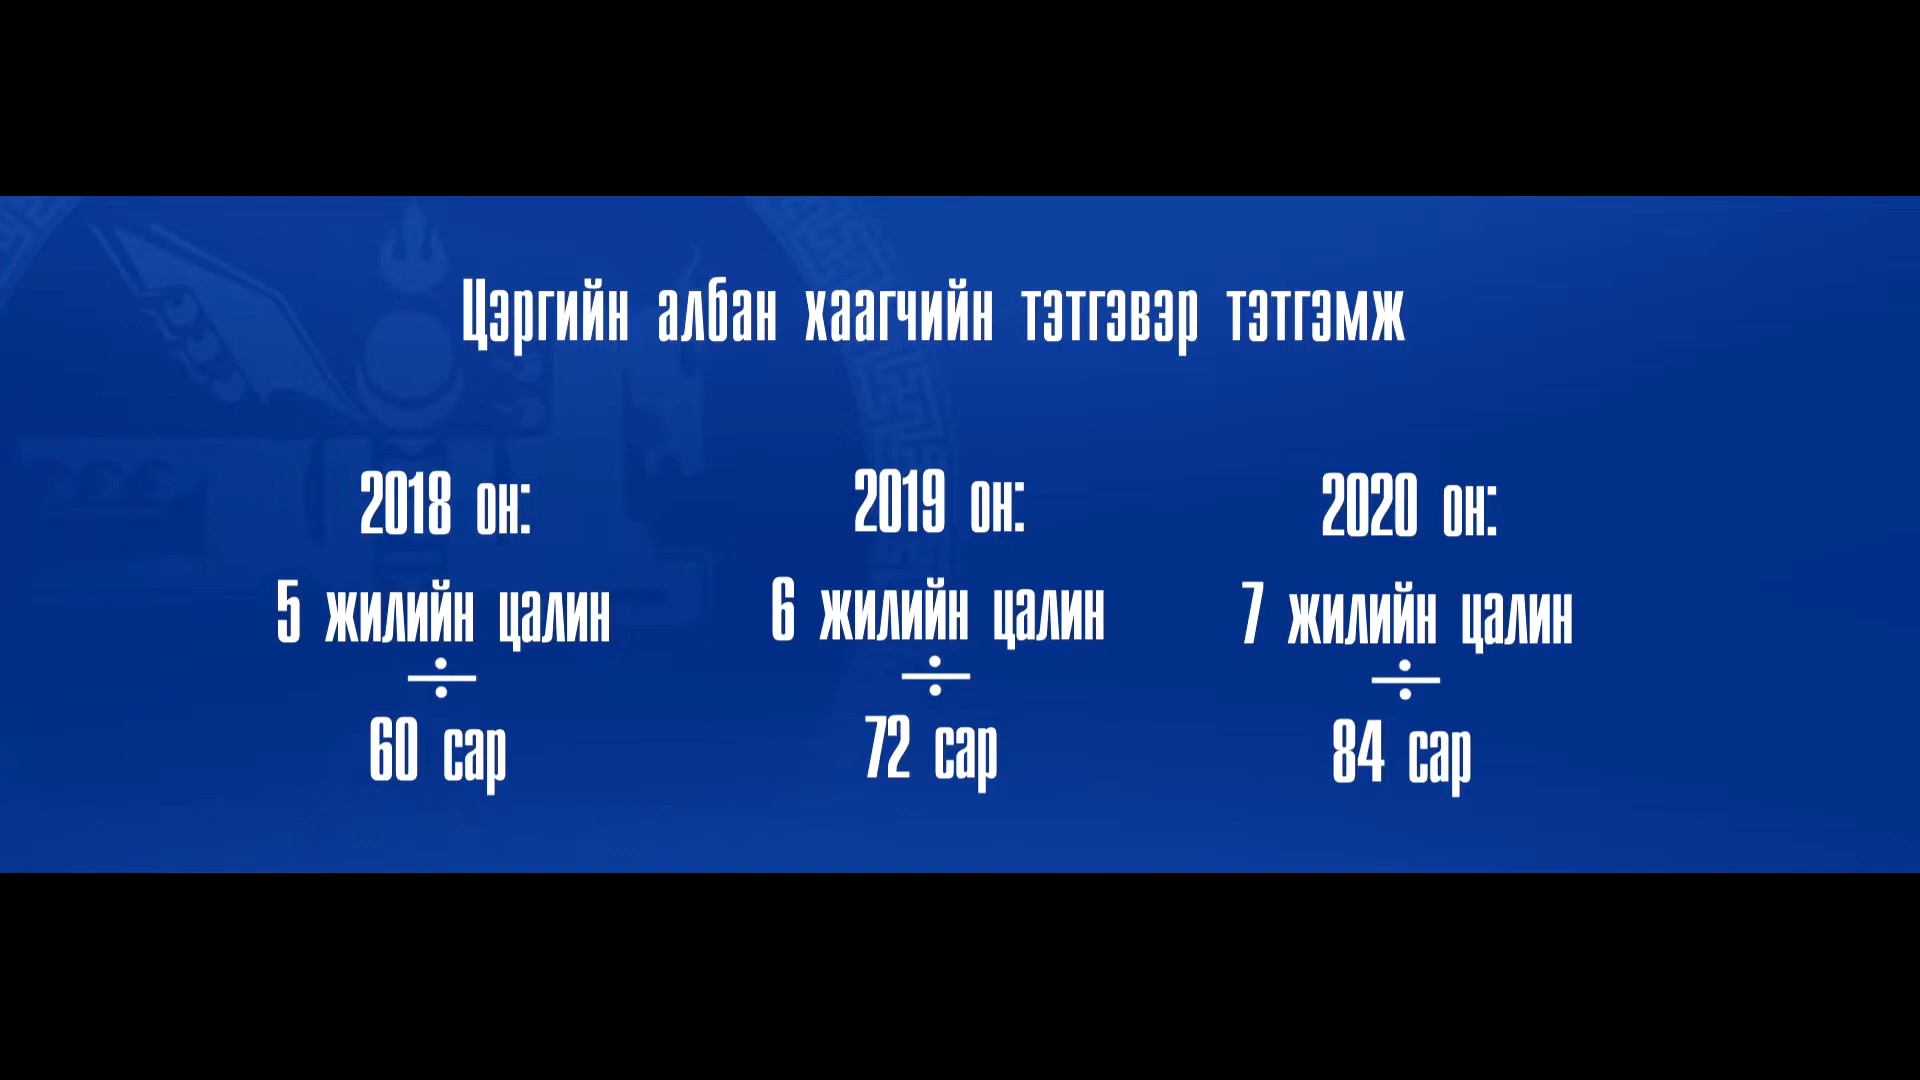 Цэргийн албан хаагчийн тэтгэвэр тэтгэмж
2018 он:
5 жилийн цалин
÷
60 сар
2019 он:
6 жилийн цалин
÷
72 сар
2020 он:
7 жилийн цалин
÷
84 сар